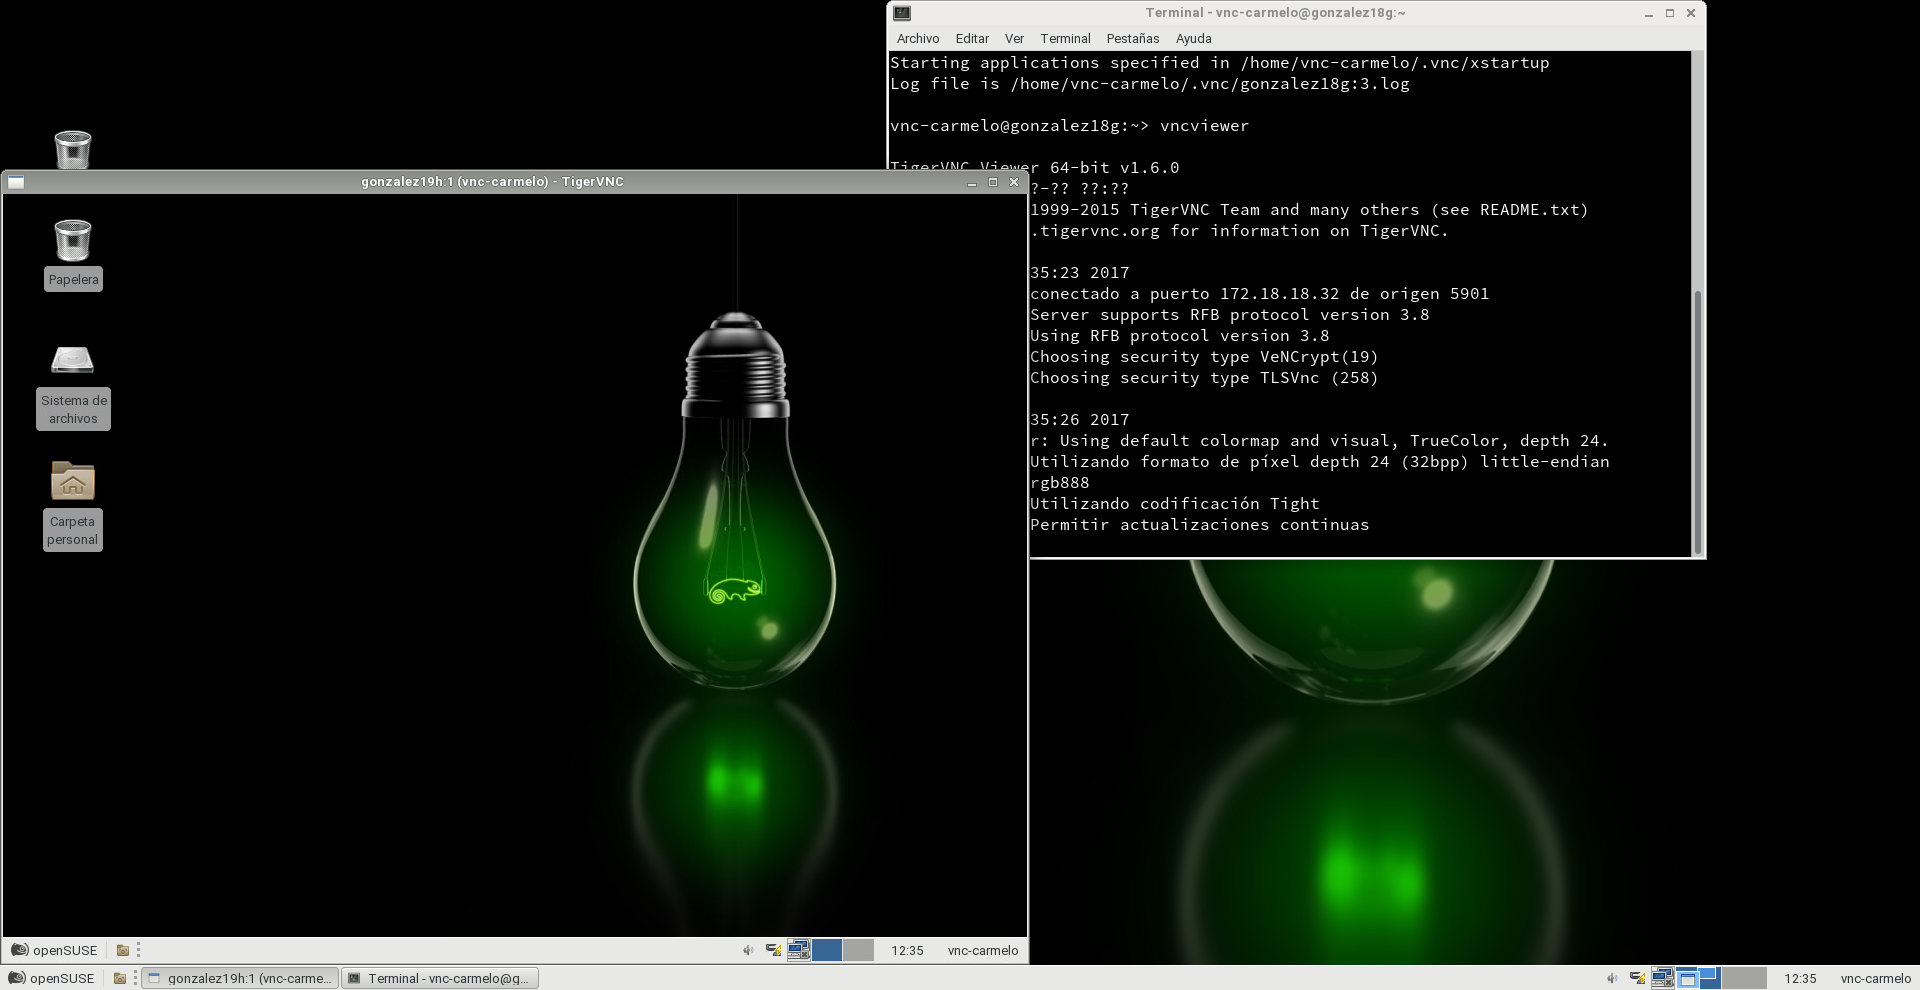 Terminal - vnc-carmelo@gonzalez18g:~
Archivo Editar Ver Terminal Pestañas Ayuda
Starting applications specified in /home/vnc-carmelo/.vnc/xstartup
Log file is /home/vnc-carmelo/.vnc/gonzalez18g:3.log
vnc-carmelo@gonzalez18g:~> vncviewer
TigerVNC Viewer 64-bit v1.6.0
?-?? ??:??
1999-2015 TigerVNC Team and many others (see README.txt)
.tigervnc.org for information on TigerVNC.
35:23 2017
conectado a puerto 172.18.18.32 de origen 5901
Server supports RFB protocol version 3.8
Using RFB protocol version 3.8
Choosing security type VeNCrypt(19)
Choosing security type TLSVnc (258)
35:26 2017
r: Using default colormap and visual, TrueColor, depth 24.
Utilizando formato de píxel depth 24 (32bpp) little-endian
rgb888
Utilizando codificación Tight
Permitir actualizaciones continuas
gonzalez19h:1 (vnc-carmelo) - TigerVNC
Papelera
Sistema de
archivos
Carpeta
personal
openSUSE 12:35 vnc-carmelo
openSUSE gonzalez19h:1 (vnc-carme... Terminal - vnc-carmelo@g... 12:35 vnc-carmelo